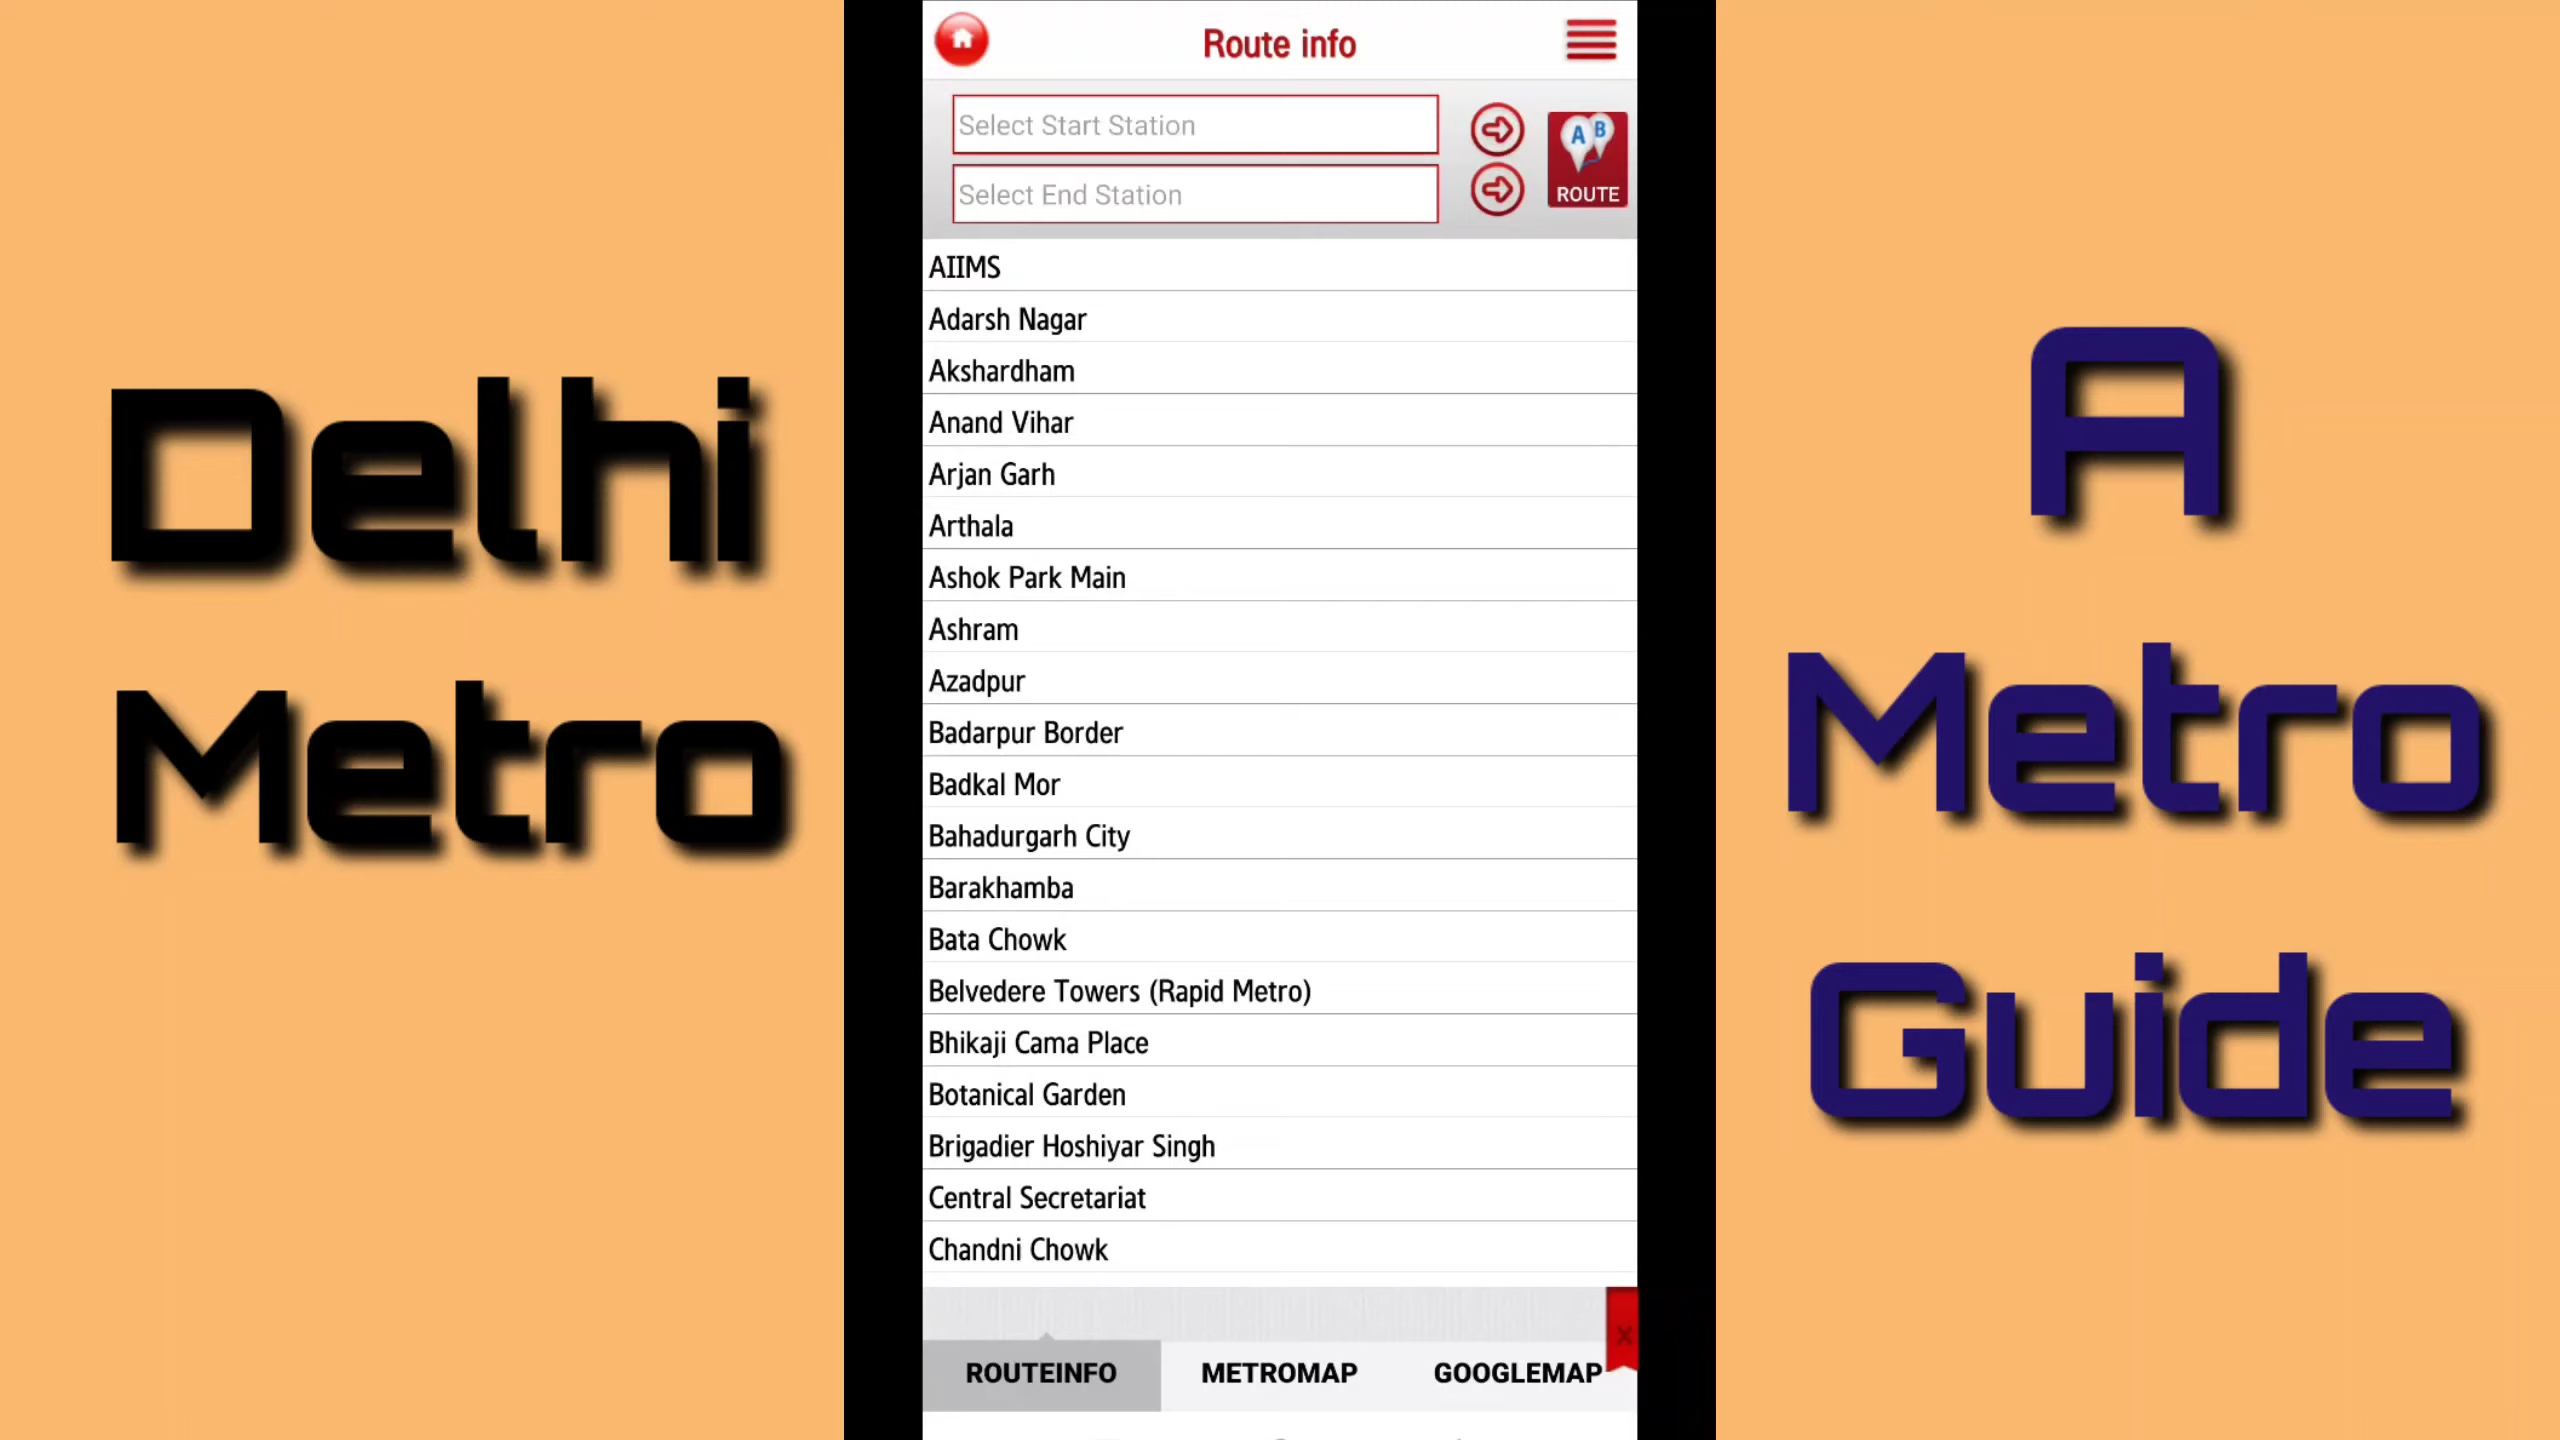 Delhi
Metro
Route info
Select Start Station
Select End Station
A B
ROUTE
AIIMS
Adarsh Nagar
Akshardham
Anand Vihar
Arjan Garh
Arthala
Ashok Park Main
Ashram
Azadpur
Badarpur Border
Badkal Mor
Bahadurgarh City
Barakhamba
Bata Chowk
Belvedere Towers (Rapid Metro)
Bhikaji Cama Place
Botanical Garden
Brigadier Hoshiyar Singh
Central Secretariat
Chandni Chowk
X
ROUTEINFO
METROMAP
GOOGLEMAP
A
Metro
Guide